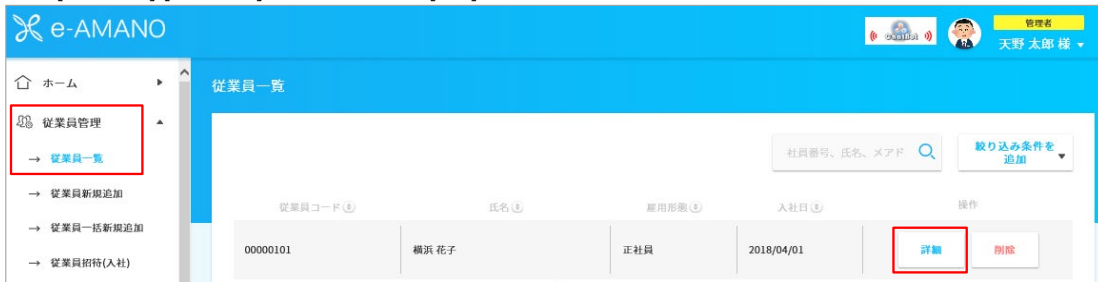 e-AMANO
管理者
天野 太郎 様
ホーム
従業員管理
従業員一覧
従業員新規追加
従業員一括新規追加
従業員招待(入社)
従業員一覧
社員番号、氏名、メアド
絞り込み条件を
追加
従業員コード 氏名 雇用形態 入社日 操作
00000101 横浜 花子 正社員 2018/04/01 詳細 削除